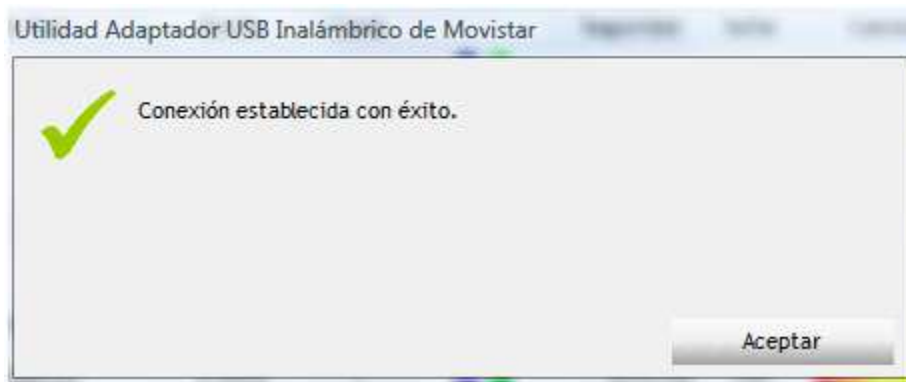 Utilidad Adaptador USB Inalámbrico de Movistar
Conexión establecida con éxito.
Aceptar